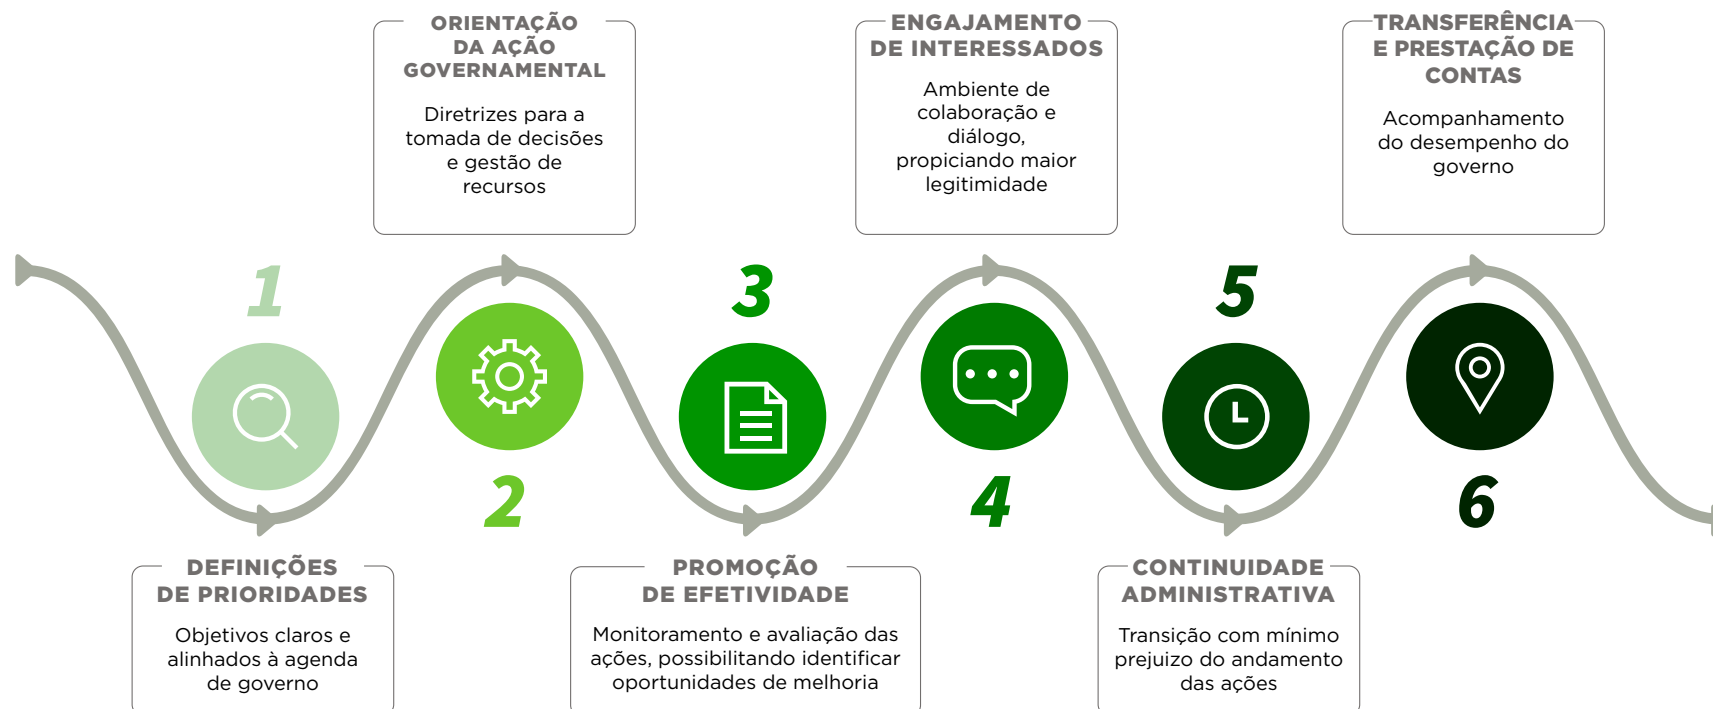 1
DEFINIÇÕES
DE PRIORIDADES
Objetivos claros e
alinhados à agenda
de governo
ORIENTAÇÃO
DA AÇÃO
GOVERNAMENTAL
Diretrizes para a
tomada de decisões
e gestão de
recursos
2
3
PROMOÇÃO
DE EFETIVIDADE
Monitoramento e avaliação das
ações, possibilitando identificar
oportunidades de melhoria
ENGAJAMENTO
DE INTERESSADOS
Ambiente de
colaboração e
diálogo,
propiciando maior
legitimidade
4
5
CONTINUIDADE
ADMINISTRATIVA
Transição com mínimo
prejuizo do andamento
das ações
TRANSFERÊNCIA
E PRESTAÇÃO DE
CONTAS
Acompanhamento
do desempenho do
governo
6